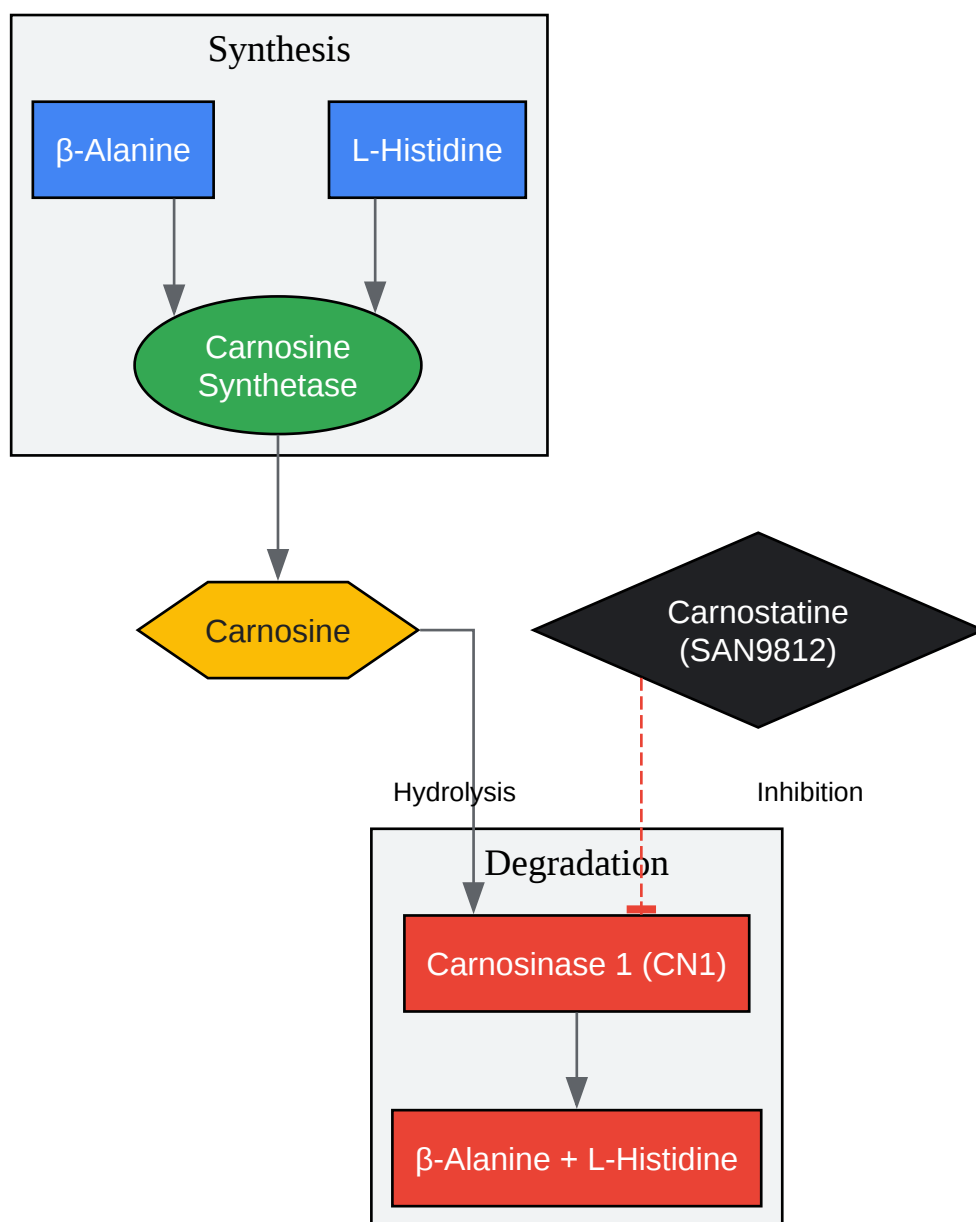 Synthesis
β-Alanine
L-Histidine
Carnosine
Synthetase
Carnosine
Carnostatine
(SAN9812)
Hydrolysis
Inhibition
Degradation
Carnosinase 1 (CN1)
β-Alanine + L-Histidine